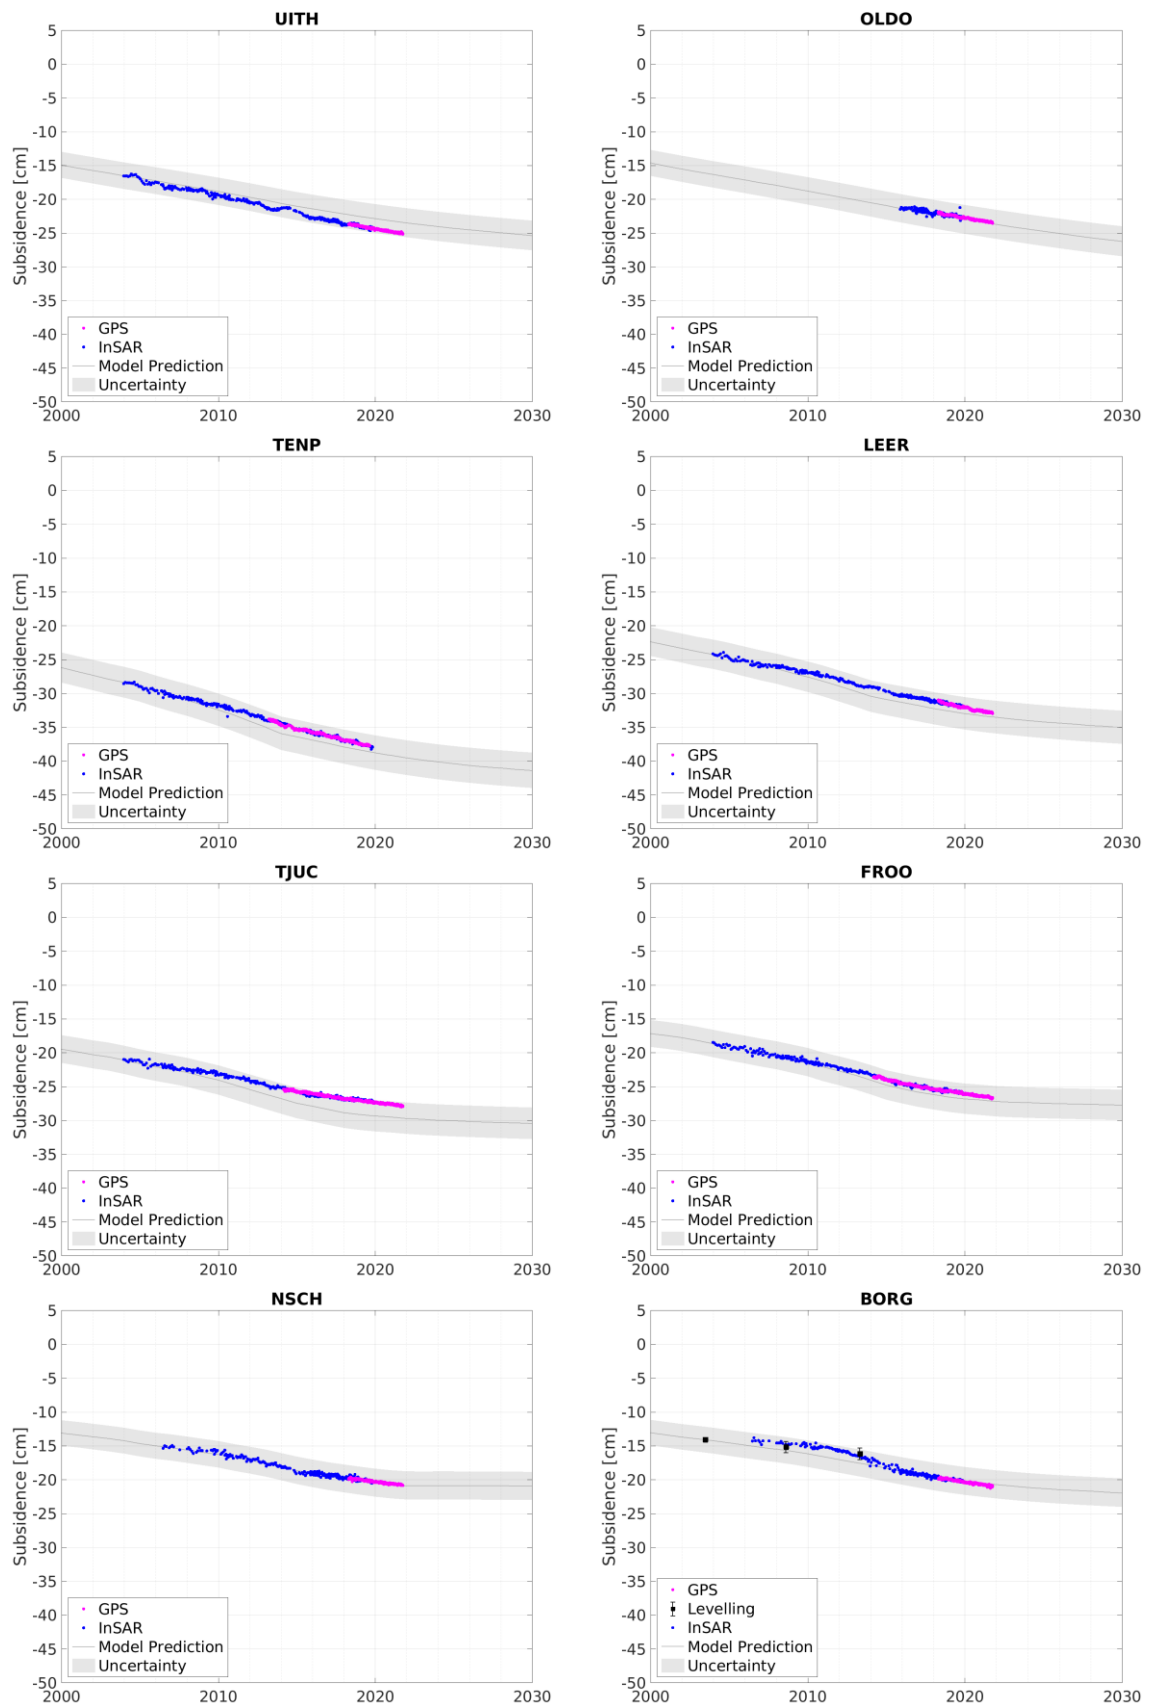 UITH
5
0
-5
-10
-15
-20
-25
-30
-35
-40
-45
-50
Subsidence [cm]
GPS
InSAR
Model Prediction
Uncertainty
2000 2010 2020 2030
OLDO
5
0
-5
-10
-15
-20
-25
-30
-35
-40
-45
-50
Subsidence [cm]
GPS
InSAR
Model Prediction
Uncertainty
2000 2010 2020 2030
TENP
5
0
-5
-10
-15
-20
-25
-30
-35
-40
-45
-50
Subsidence [cm]
GPS
InSAR
Model Prediction
Uncertainty
2000 2010 2020 2030
LEER
5
0
-5
-10
-15
-20
-25
-30
-35
-40
-45
-50
Subsidence [cm]
GPS
InSAR
Model Prediction
Uncertainty
2000 2010 2020 2030
TJUC
5
0
-5
-10
-15
-20
-25
-30
-35
-40
-45
-50
Subsidence [cm]
GPS
InSAR
Model Prediction
Uncertainty
2000 2010 2020 2030
FROO
5
0
-5
-10
-15
-20
-25
-30
-35
-40
-45
-50
Subsidence [cm]
GPS
InSAR
Model Prediction
Uncertainty
2000 2010 2020 2030
NSCH
5
0
-5
-10
-15
-20
-25
-30
-35
-40
-45
-50
Subsidence [cm]
GPS
InSAR
Model Prediction
Uncertainty
2000 2010 2020 2030
BORG
5
0
-5
-10
-15
-20
-25
-30
-35
-40
-45
-50
Subsidence [cm]
GPS
Levelling
InSAR
Model Prediction
Uncertainty
2000 2010 2020 2030